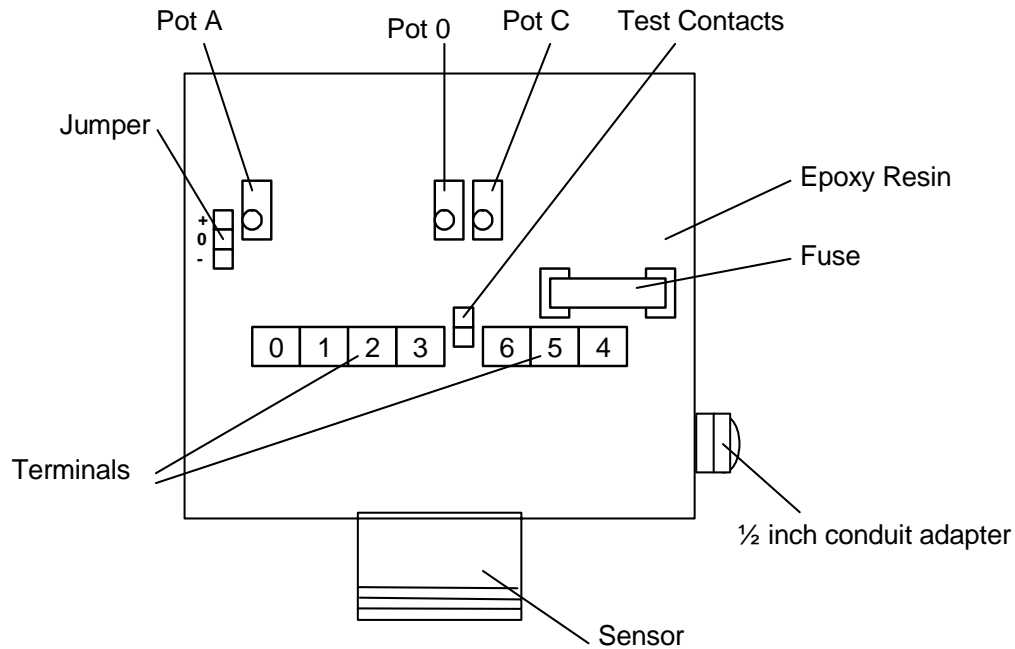 Pot A
Pot 0
Pot C
Test Contacts
Jumper
Epoxy Resin
+
0
-
Fuse
0 1 2 3 6 5 4
Terminals
½ inch conduit adapter
Sensor